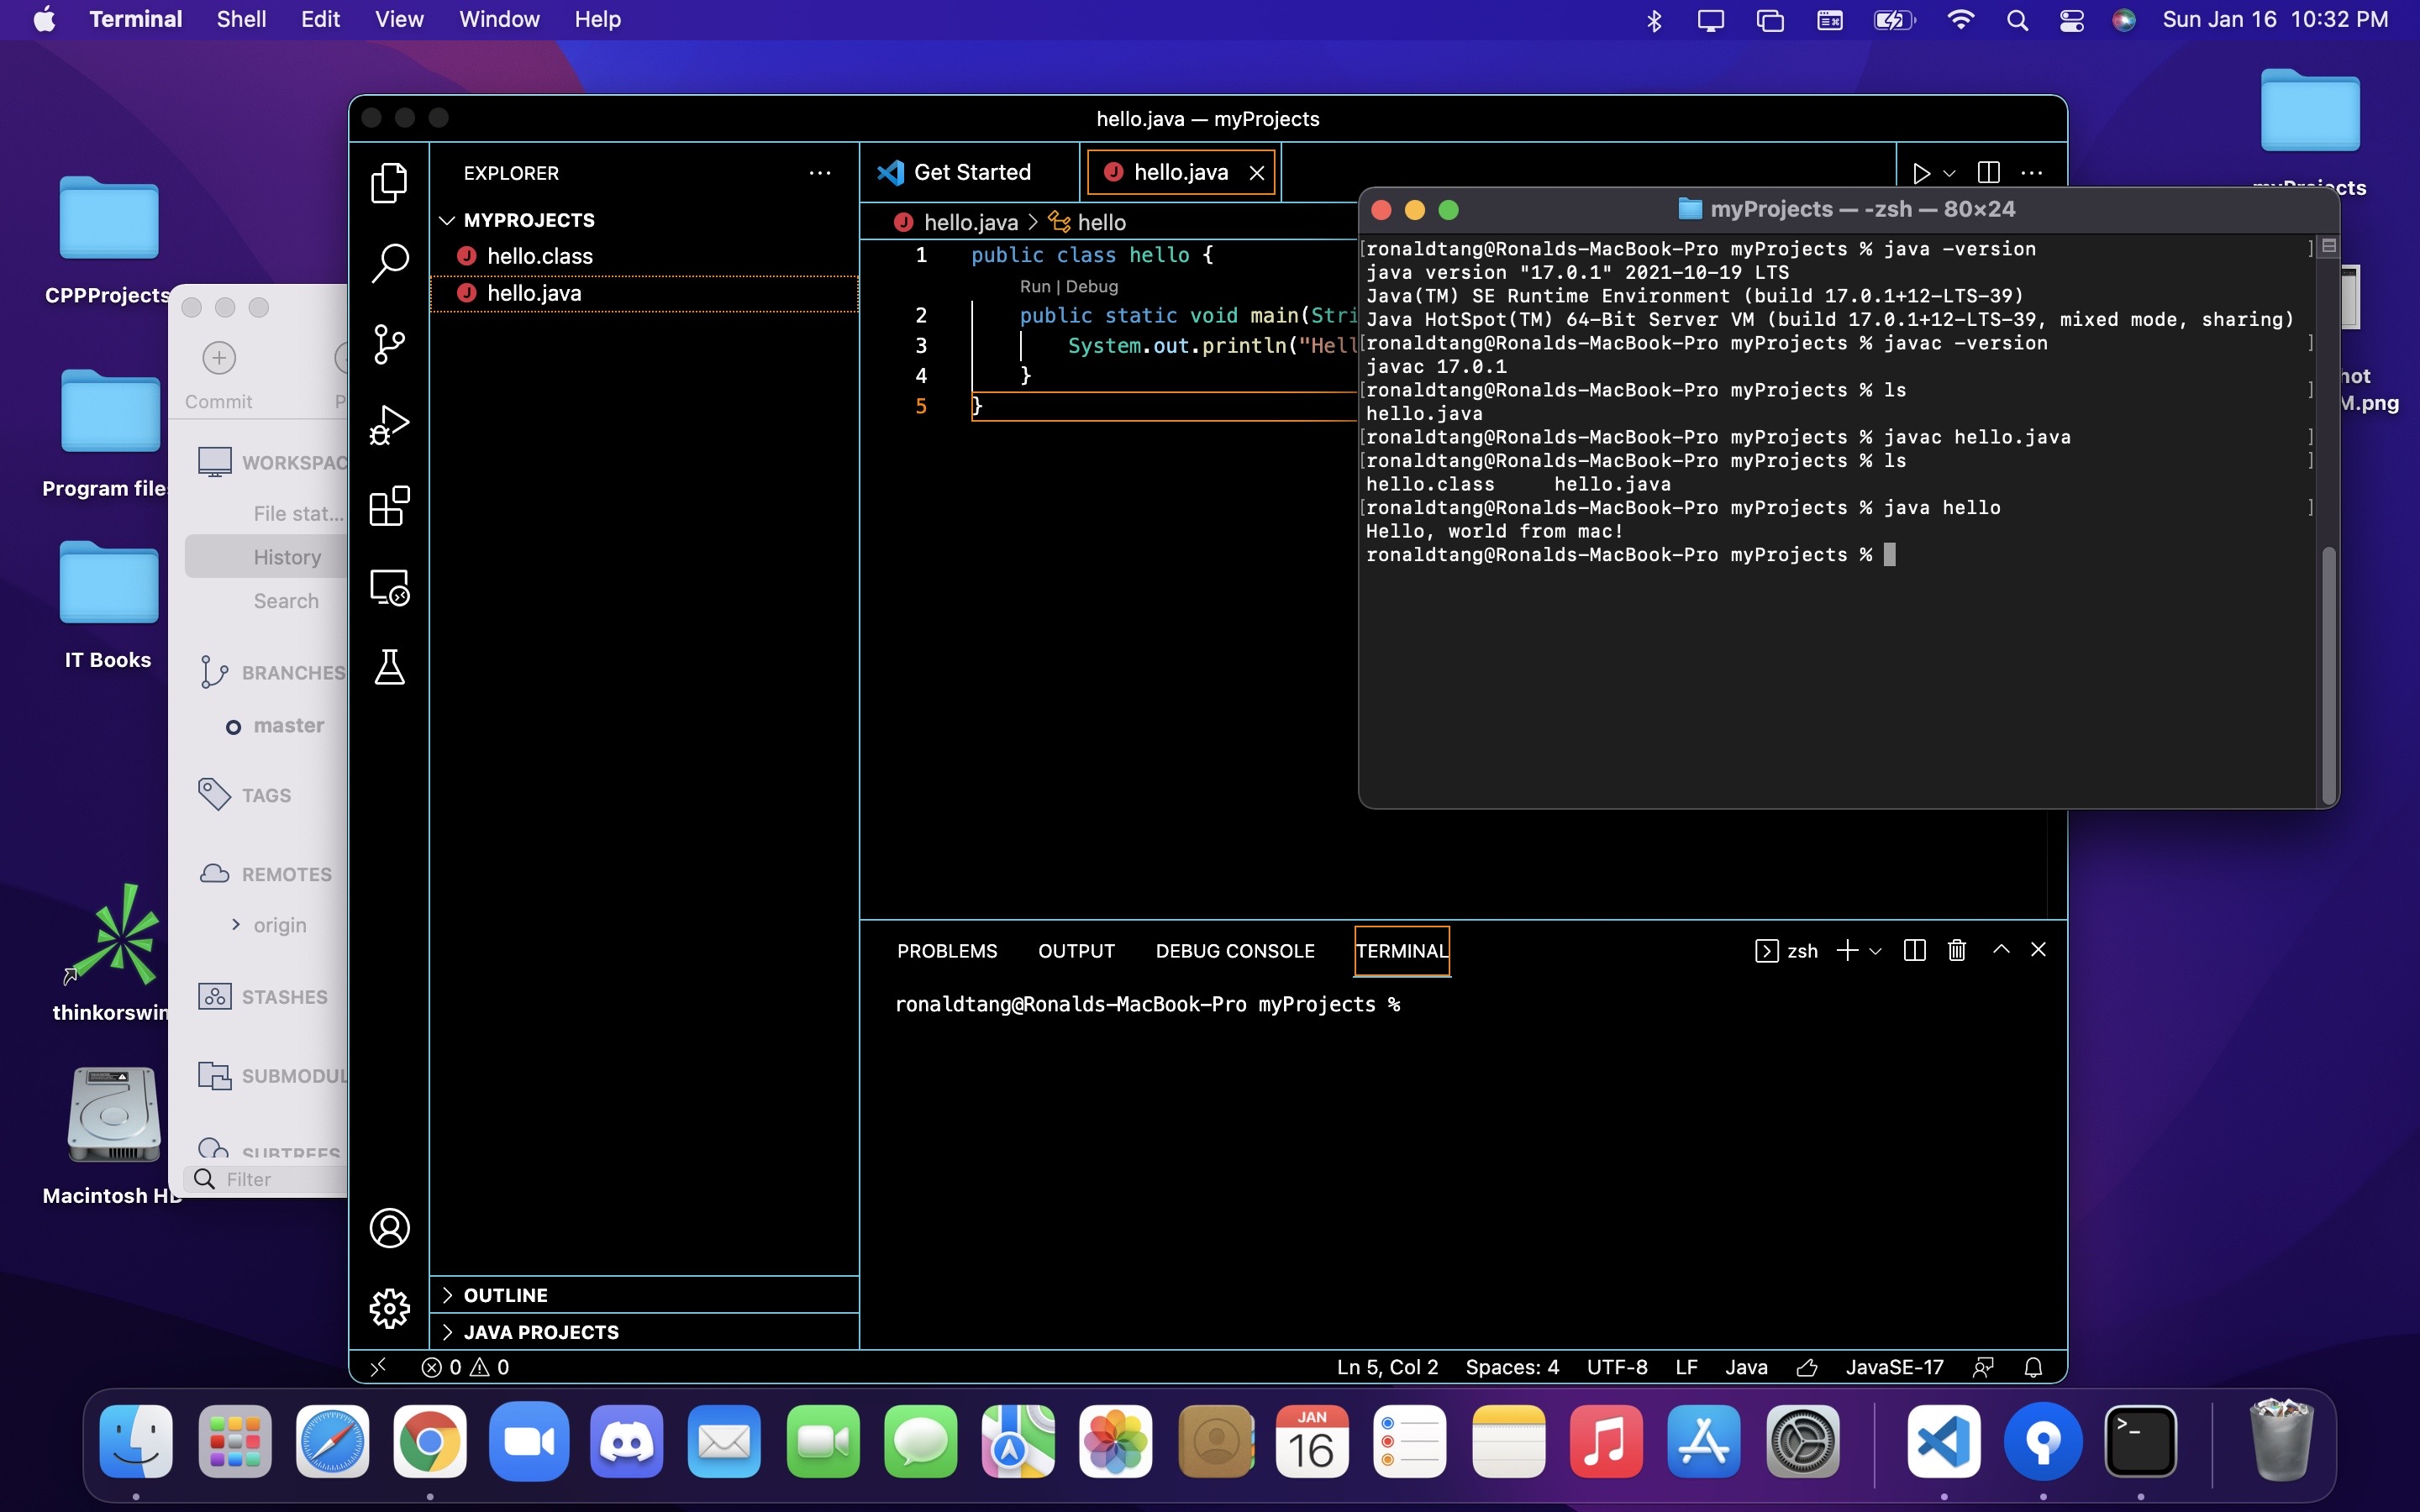 Terminal Shell Edit View Window Help Sun Jan 16 10:32 PM
CPPProjects
Program file
IT Books
thinkorswim
Macintosh HD
Commit
WORKSPAC
File stat...
History
Search
BRANCHES
master
TAGS
REMOTES
origin
STASHES
SUBMODUL
SUBTREES
Filter
hello.java — myProjects
EXPLORER
MYPROJECTS
hello.class
hello.java
OUTLINE
JAVA PROJECTS
Get Started hello.java
hello.java > hello
1 public class hello {
Run | Debug
2 public static void main(Stri
3 System.out.println("Hell
4 }
5 }
PROBLEMS OUTPUT DEBUG CONSOLE TERMINAL zsh
ronaldtang@Ronalds-MacBook-Pro myProjects %
0 0 Ln 5, Col 2 Spaces: 4 UTF-8 LF Java JavaSE-17
myProjects — -zsh — 80×24
[ronaldtang@Ronalds-MacBook-Pro myProjects % java -version ]
java version "17.0.1" 2021-10-19 LTS
Java(TM) SE Runtime Environment (build 17.0.1+12-LTS-39)
Java HotSpot(TM) 64-Bit Server VM (build 17.0.1+12-LTS-39, mixed mode, sharing)
[ronaldtang@Ronalds-MacBook-Pro myProjects % javac -version ]
javac 17.0.1
[ronaldtang@Ronalds-MacBook-Pro myProjects % ls ]
hello.java
[ronaldtang@Ronalds-MacBook-Pro myProjects % javac hello.java ]
[ronaldtang@Ronalds-MacBook-Pro myProjects % ls ]
hello.class hello.java
[ronaldtang@Ronalds-MacBook-Pro myProjects % java hello ]
Hello, world from mac!
ronaldtang@Ronalds-MacBook-Pro myProjects %
myProjects
hot
M.png
JAN
16